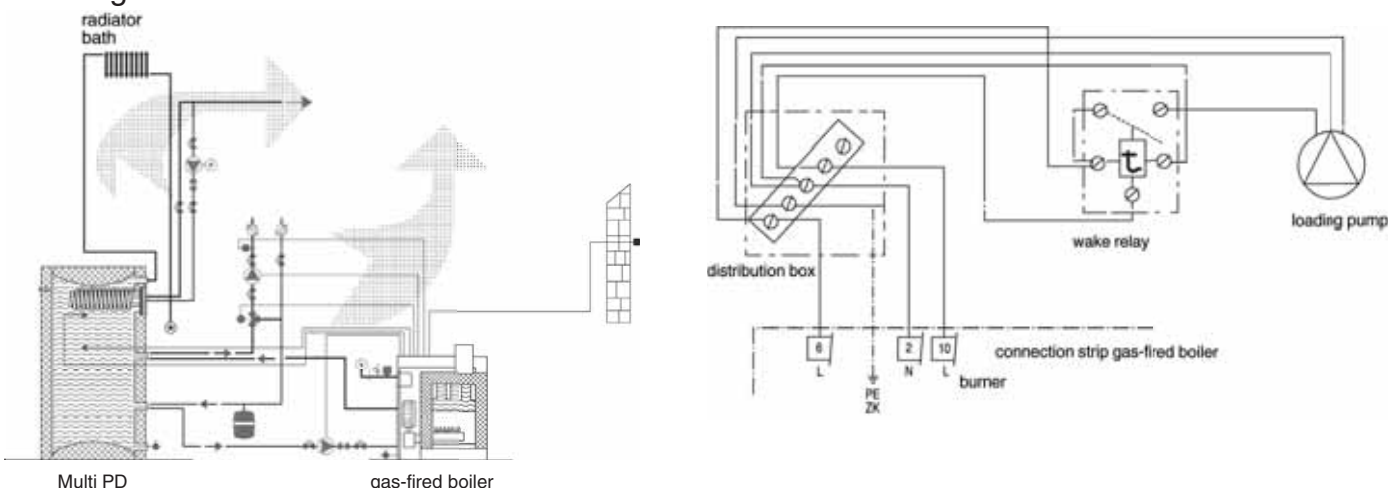 radiator
bath
Multi PD
gas-fired boiler
t
wake relay
loading pump
distribution box
6
2
10
L
N
L
connection strip gas-fired boiler
burner
PE
ZK